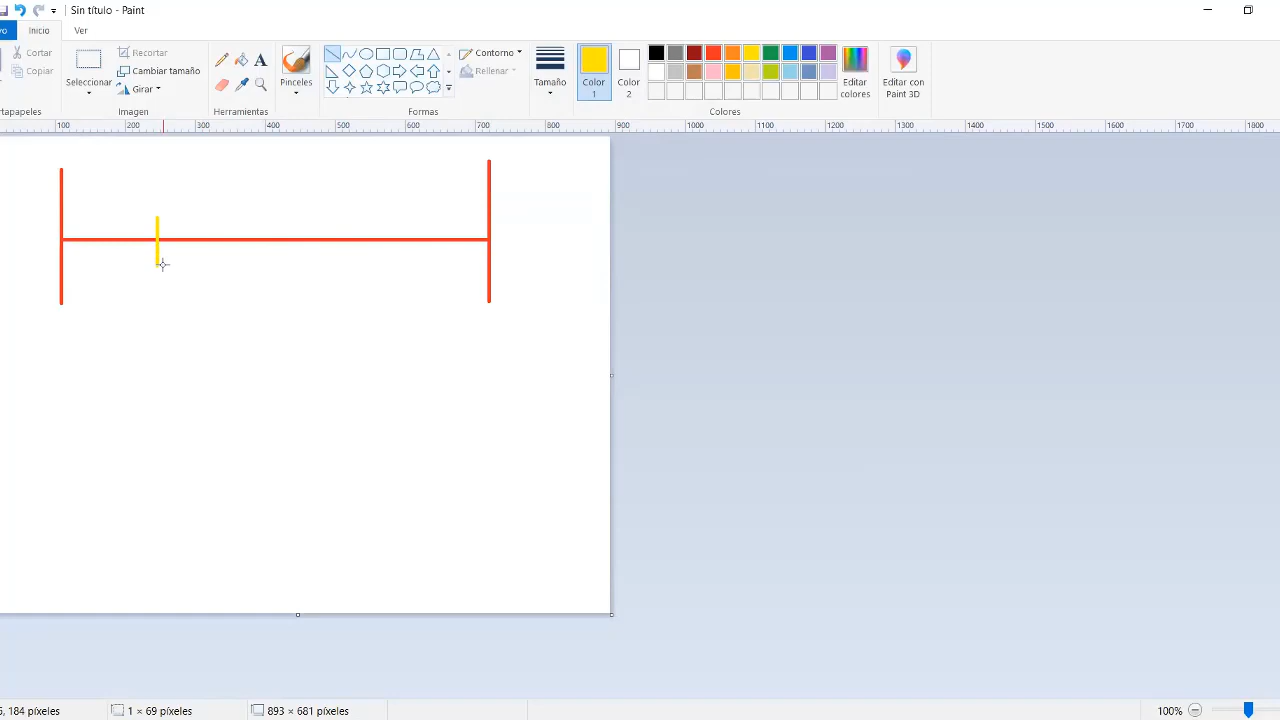 Sin título - Paint
vo Inicio Ver
Cortar
Copiar
tapapeles
Seleccionar
Recortar
Cambiar tamaño
Girar
Imagen
Herramientas
A
Pinceles
Formas
Contorno
Rellenar
Tamaño
Color
1
Color
2
Colores
Editar
colores
Editar con
Paint 3D
100 200 300 400 500 600 700 800 900 1000 1100 1200 1300 1400 1500 1600 1700 1800
, 184 píxeles 1 × 69 píxeles 893 × 681 píxeles 100%